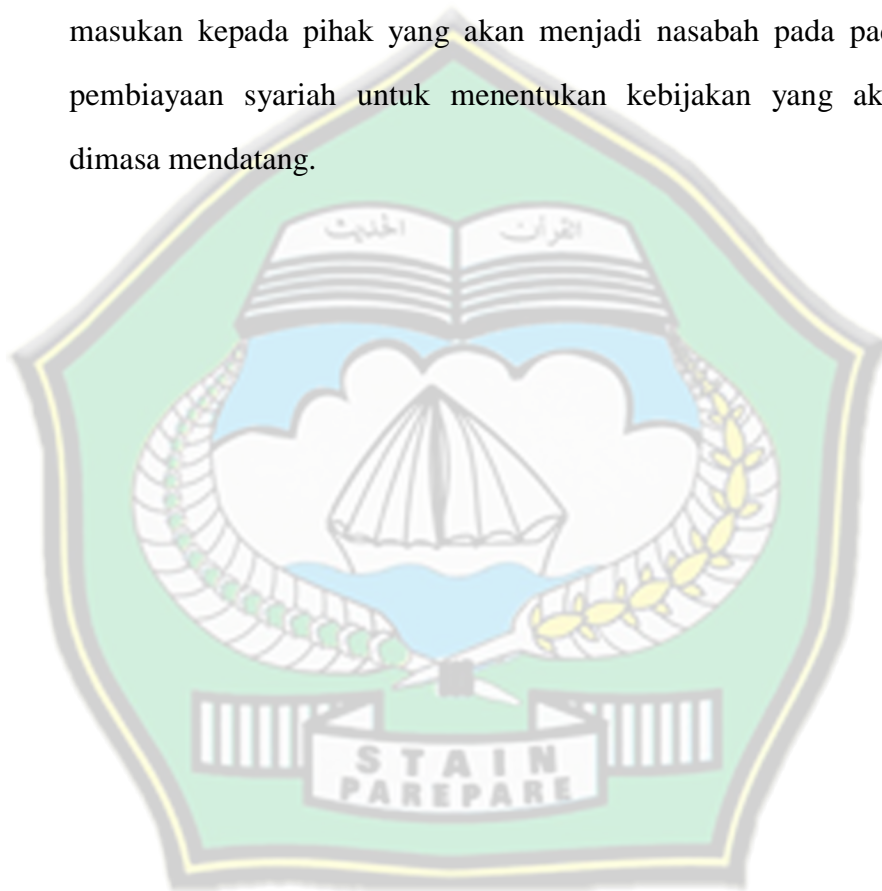 masukan kepada pihak yang akan menjadi nasabah pada
pembiayaan syariah untuk menentukan kebijakan yang
dimasa mendatang.
الحديث القرآن
STAIN
PAREPARE